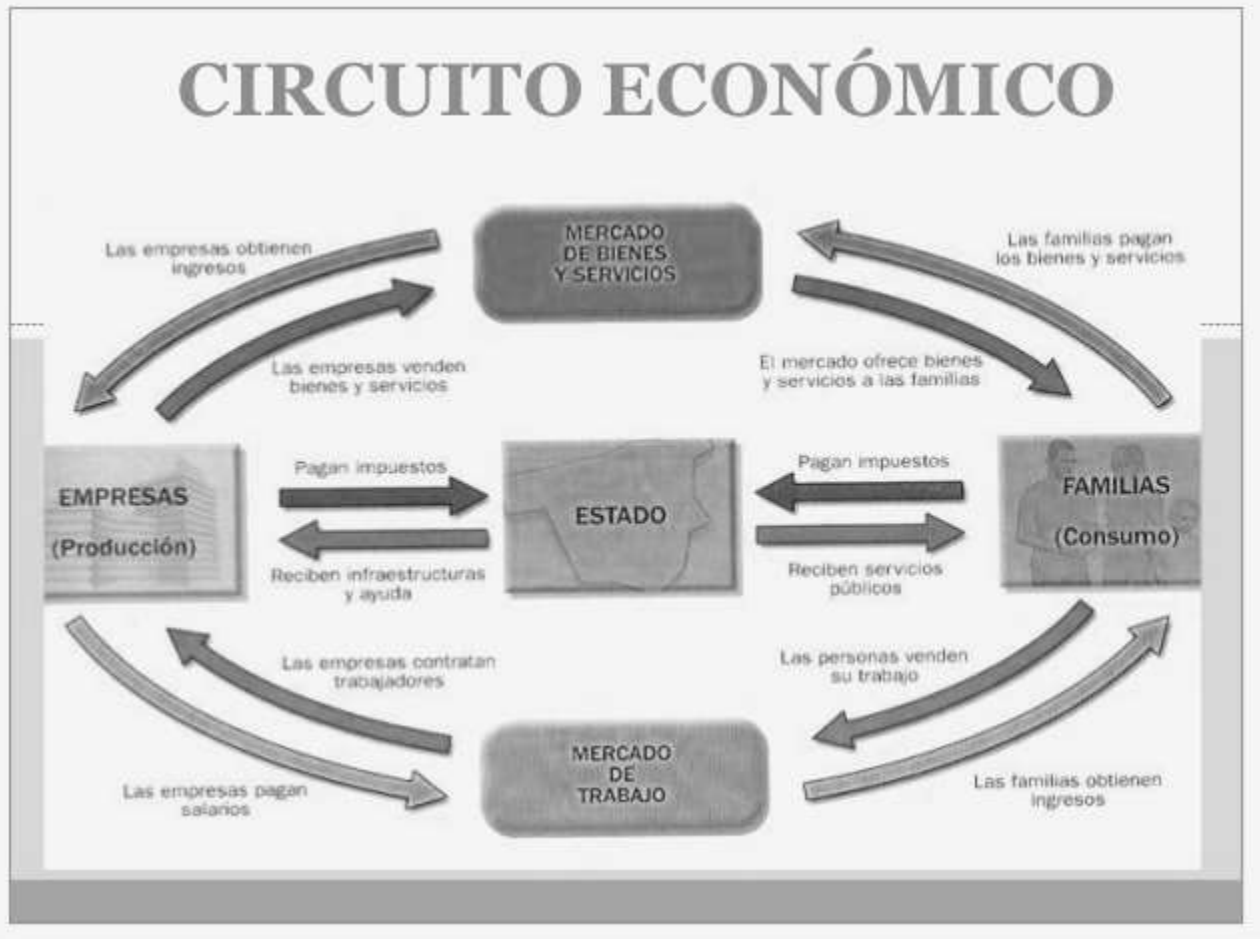 CIRCUITO ECONÓMICO
MERCADO
DE BIENES
Y SERVICIOS
Las empresas obtienen
ingresos
Las familias pagan
los bienes y servicios
Las empresas venden
bienes y servicios
El mercado ofrece bienes
y servicios a las familias
EMPRESAS
(Producción)
Pagan impuestos
Reciben infraestructuras
y ayuda
ESTADO
Pagan impuestos
Reciben servicios
públicos
FAMILIAS
(Consumo)
Las empresas contratan
trabajadores
Las personas venden
su trabajo
MERCADO
DE
TRABAJO
Las empresas pagan
salarios
Las familias obtienen
ingresos